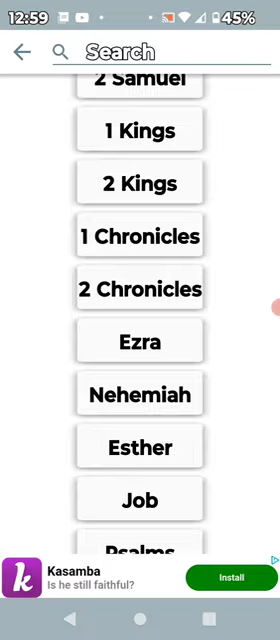 12:59
45%
Search
2 Samuel
1 Kings
2 Kings
1 Chronicles
2 Chronicles
Ezra
Nehemiah
Esther
Job
Psalms
Kasamba
Is he still faithful?
Install
k